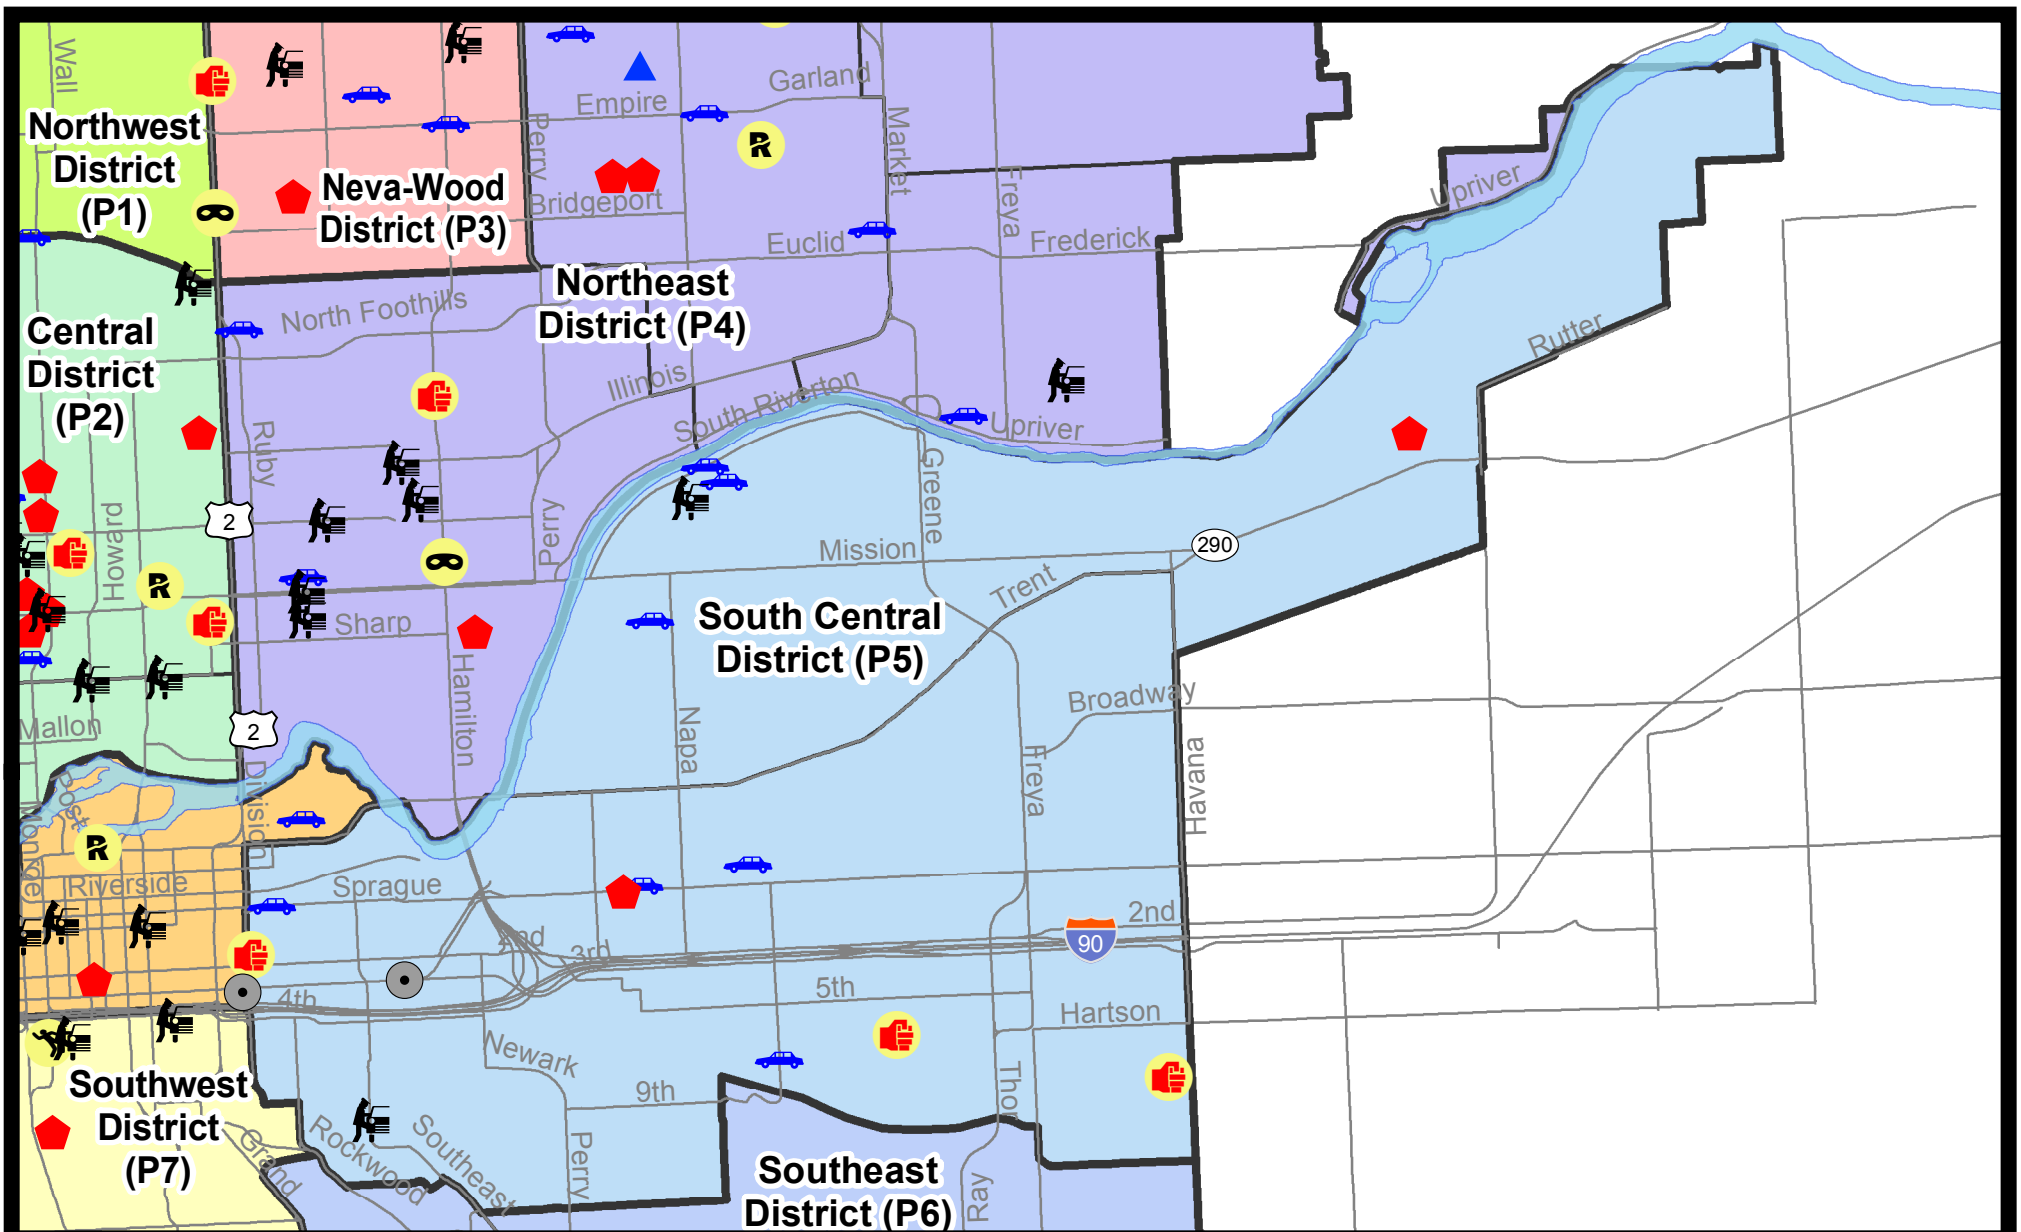 Wall
Garland
Empire
Northwest
District
(P1)
Perry
Market
Neva-Wood
District (P3)
Bridgeport
Freya
Upriver
Euclid
Frederick
Northeast
District (P4)
North Foothills
Central
District
(P2)
Illinois
South Riverton
Rutter
Upriver
Ruby
Greene
Howard
2
Perry
Mission
290
Trent
Sharp
South Central
District (P5)
Hamilton
Broadway
Mallon
2
Napa
Freya
Havana
Post
Division
Monroe
R
R
R
Riverside
Sprague
2nd
2nd
3rd
90
4th
5th
Hartson
Newark
9th
Thor
Southwest
District
(P7)
Grand
Rockwood
Southeast
Perry
Southeast
District (P6)
Ray